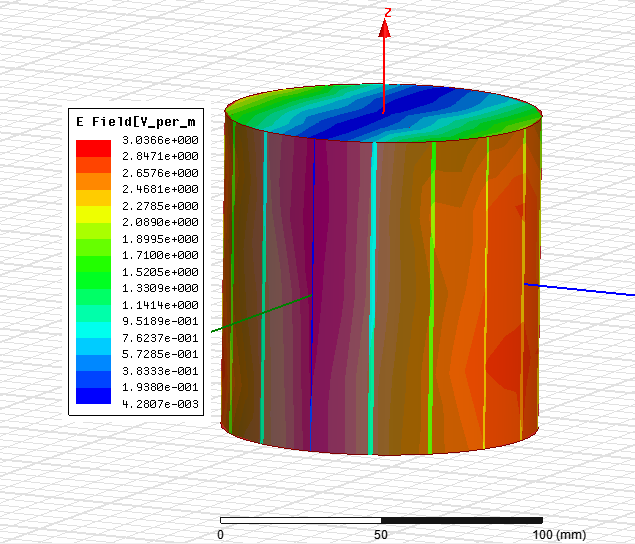 Z
E Field[V_per_m
3.0366e+000
2.8471e+000
2.6576e+000
2.4681e+000
2.2785e+000
2.0890e+000
1.8995e+000
1.7100e+000
1.5205e+000
1.3309e+000
1.1414e+000
9.5189e-001
7.6237e-001
5.7285e-001
3.8333e-001
1.9380e-001
4.2807e-003
0 50 100 (mm)